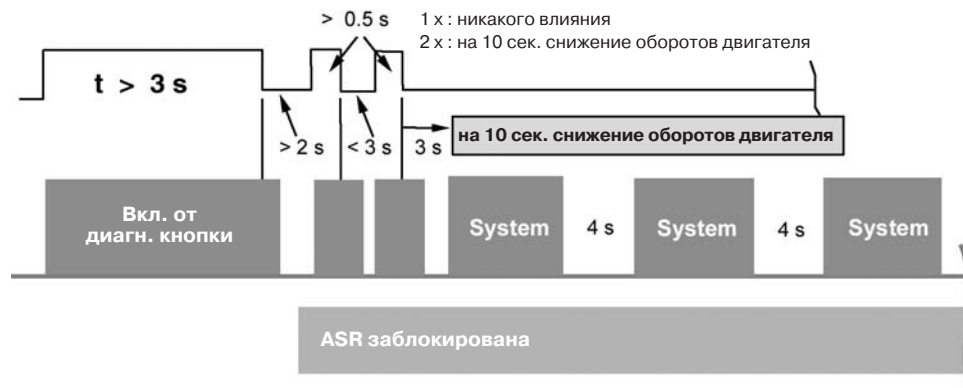 > 0.5 s
1 x : никакого влияния
2 x : на 10 сек. снижение оборотов двигателя
t > 3 s
> 2 s
< 3 s
3 s
на 10 сек. снижение оборотов двигателя
Вкл. от
диагн. кнопки
System
4 s
System
4 s
System
ASR заблокирована